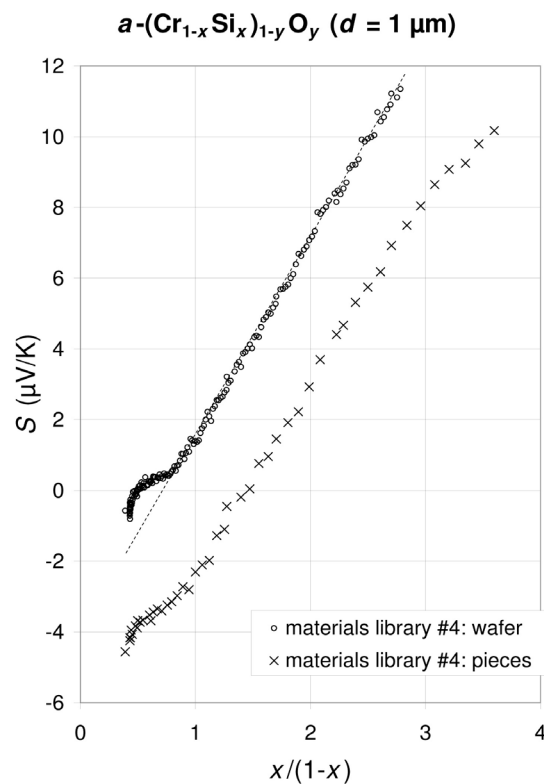 a-(Cr1-xSix)1-yOy (d = 1 µm)
12
10
8
6
4
2
0
-2
-4
-6
S (µV/K)
materials library #4: wafer
materials library #4: pieces
0 1 2 3 4
x/(1-x)